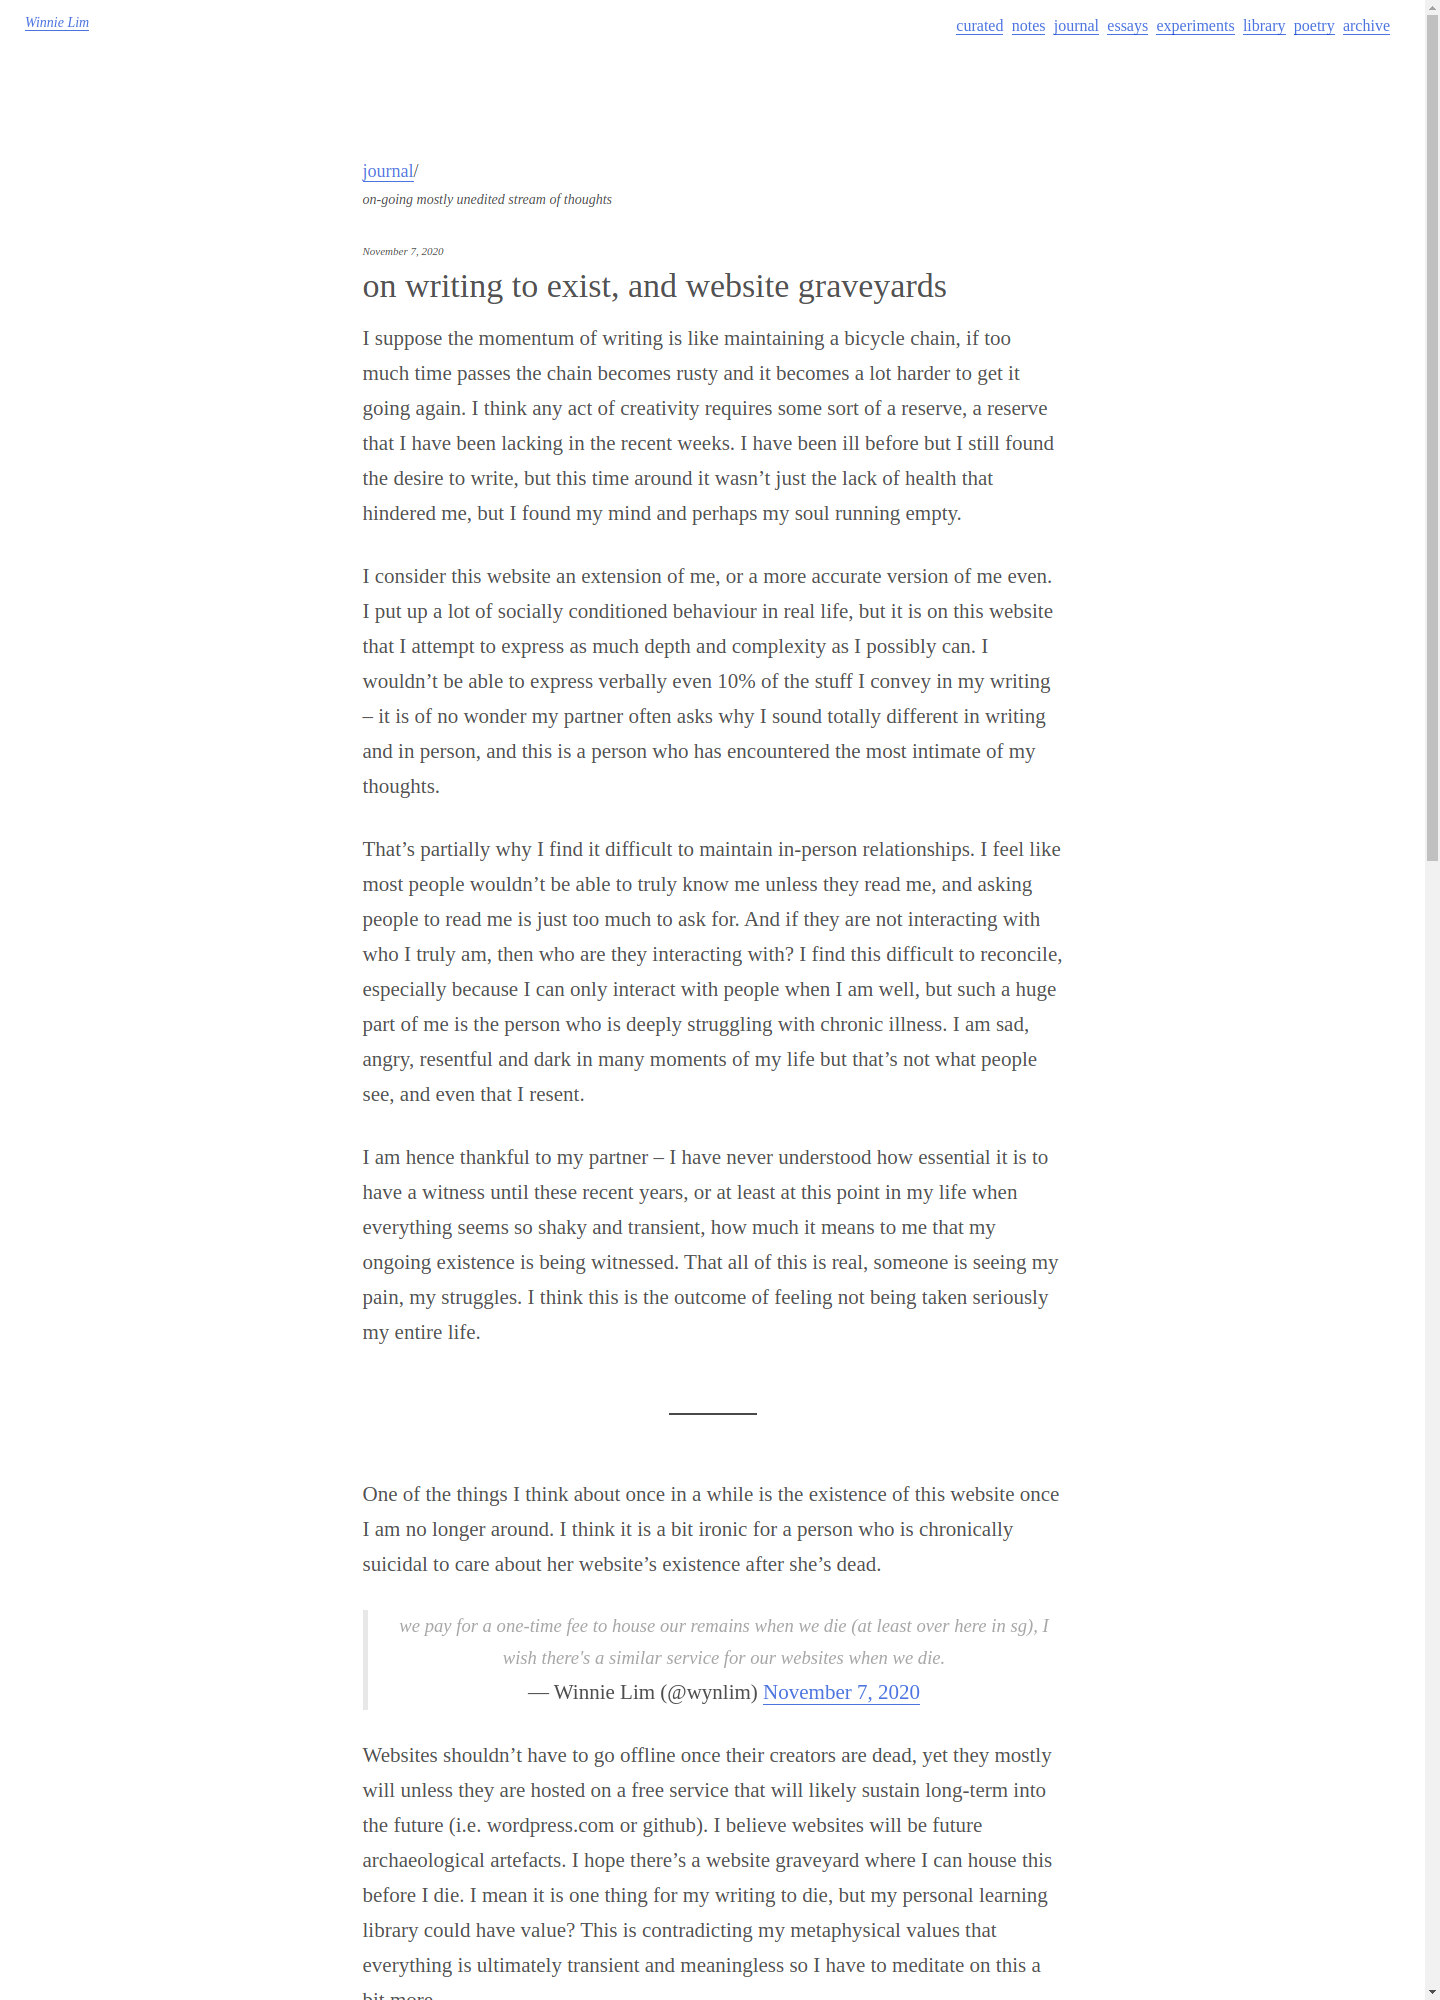 Winnie Lim
curated notes journal essays experiments library poetry archive
journal/
on-going mostly unedited stream of thoughts
November 7, 2020
on writing to exist, and website graveyards
I suppose the momentum of writing is like maintaining a bicycle chain, if too
much time passes the chain becomes rusty and it becomes a lot harder to get it
going again. I think any act of creativity requires some sort of a reserve, a reserve
that I have been lacking in the recent weeks. I have been ill before but I still found
the desire to write, but this time around it wasn’t just the lack of health that
hindered me, but I found my mind and perhaps my soul running empty.
I consider this website an extension of me, or a more accurate version of me even.
I put up a lot of socially conditioned behaviour in real life, but it is on this website
that I attempt to express as much depth and complexity as I possibly can. I
wouldn’t be able to express verbally even 10% of the stuff I convey in my writing
– it is of no wonder my partner often asks why I sound totally different in writing
and in person, and this is a person who has encountered the most intimate of my
thoughts.
That’s partially why I find it difficult to maintain in-person relationships. I feel like
most people wouldn’t be able to truly know me unless they read me, and asking
people to read me is just too much to ask for. And if they are not interacting with
who I truly am, then who are they interacting with? I find this difficult to reconcile,
especially because I can only interact with people when I am well, but such a huge
part of me is the person who is deeply struggling with chronic illness. I am sad,
angry, resentful and dark in many moments of my life but that’s not what people
see, and even that I resent.
I am hence thankful to my partner – I have never understood how essential it is to
have a witness until these recent years, or at least at this point in my life when
everything seems so shaky and transient, how much it means to me that my
ongoing existence is being witnessed. That all of this is real, someone is seeing my
pain, my struggles. I think this is the outcome of feeling not being taken seriously
my entire life.
One of the things I think about once in a while is the existence of this website once
I am no longer around. I think it is a bit ironic for a person who is chronically
suicidal to care about her website’s existence after she’s dead.
we pay for a one-time fee to house our remains when we die (at least over here in sg), I
wish there's a similar service for our websites when we die.
— Winnie Lim (@wynlim) November 7, 2020
Websites shouldn’t have to go offline once their creators are dead, yet they mostly
will unless they are hosted on a free service that will likely sustain long-term into
the future (i.e. wordpress.com or github). I believe websites will be future
archaeological artefacts. I hope there’s a website graveyard where I can house this
before I die. I mean it is one thing for my writing to die, but my personal learning
library could have value? This is contradicting my metaphysical values that
everything is ultimately transient and meaningless so I have to meditate on this a
bit more.